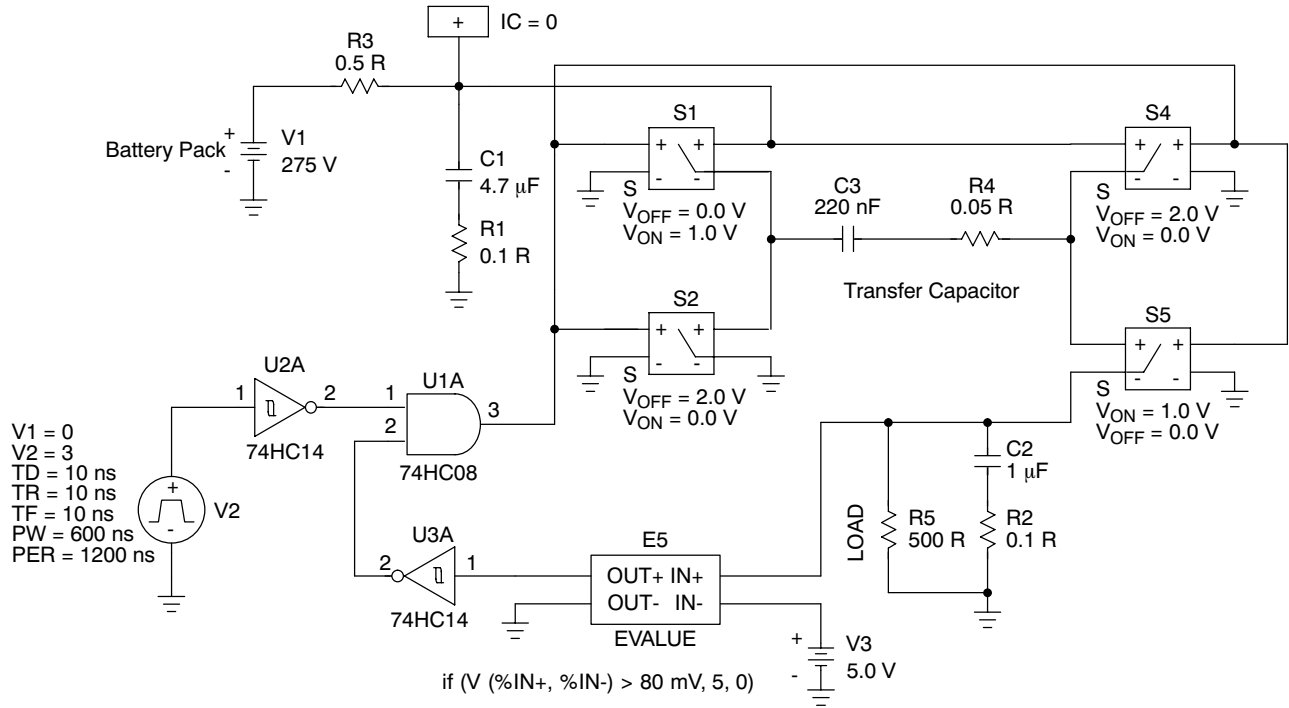 +
IC = 0
R3
0.5 R
Battery Pack
+
-
V1
275 V
C1
4.7 μF
R1
0.1 R
S1
+ +
- -
S
VOFF = 0.0 V
VON = 1.0 V
S2
+ +
- -
S
VOFF = 2.0 V
VON = 0.0 V
C3
220 nF
R4
0.05 R
Transfer Capacitor
S4
+ +
- -
S
VOFF = 2.0 V
VON = 0.0 V
S5
+ +
- -
S
VON = 1.0 V
VOFF = 0.0 V
U2A
1
2
74HC14
U1A
1
2
3
74HC08
V1 = 0
V2 = 3
TD = 10 ns
TR = 10 ns
TF = 10 ns
PW = 600 ns
PER = 1200 ns
+
-
V2
U3A
2
1
74HC14
E5
OUT+ IN+
OUT- IN-
EVALUE
if (V (%IN+, %IN-) > 80 mV, 5, 0)
+
-
V3
5.0 V
LOAD
R5
500 R
C2
1 μF
R2
0.1 R